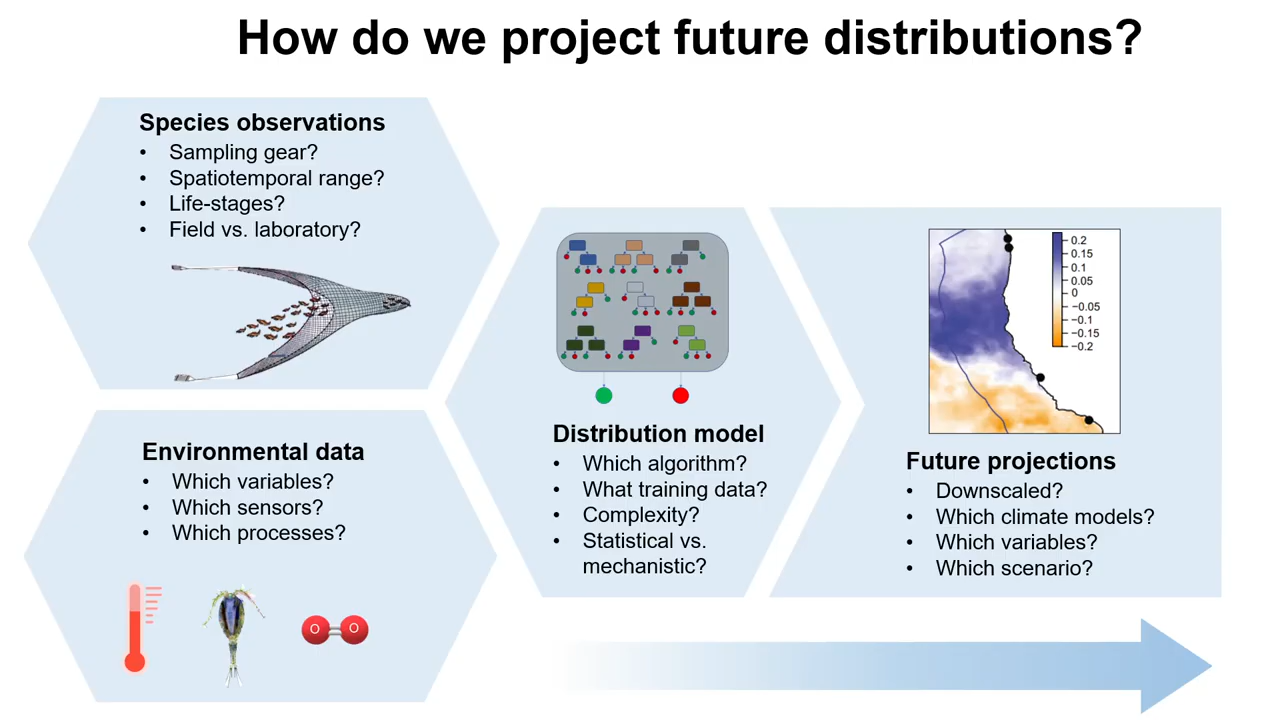 How do we project future distributions?
Species observations
• Sampling gear?
• Spatiotemporal range?
• Life-stages?
• Field vs. laboratory?
Environmental data
• Which variables?
• Which sensors?
• Which processes?
O O
Distribution model
• Which algorithm?
• What training data?
• Complexity?
• Statistical vs.
mechanistic?
0.2
0.15
0.1
0.05
0
−0.05
−0.1
−0.15
−0.2
Future projections
• Downscaled?
• Which climate models?
• Which variables?
• Which scenario?